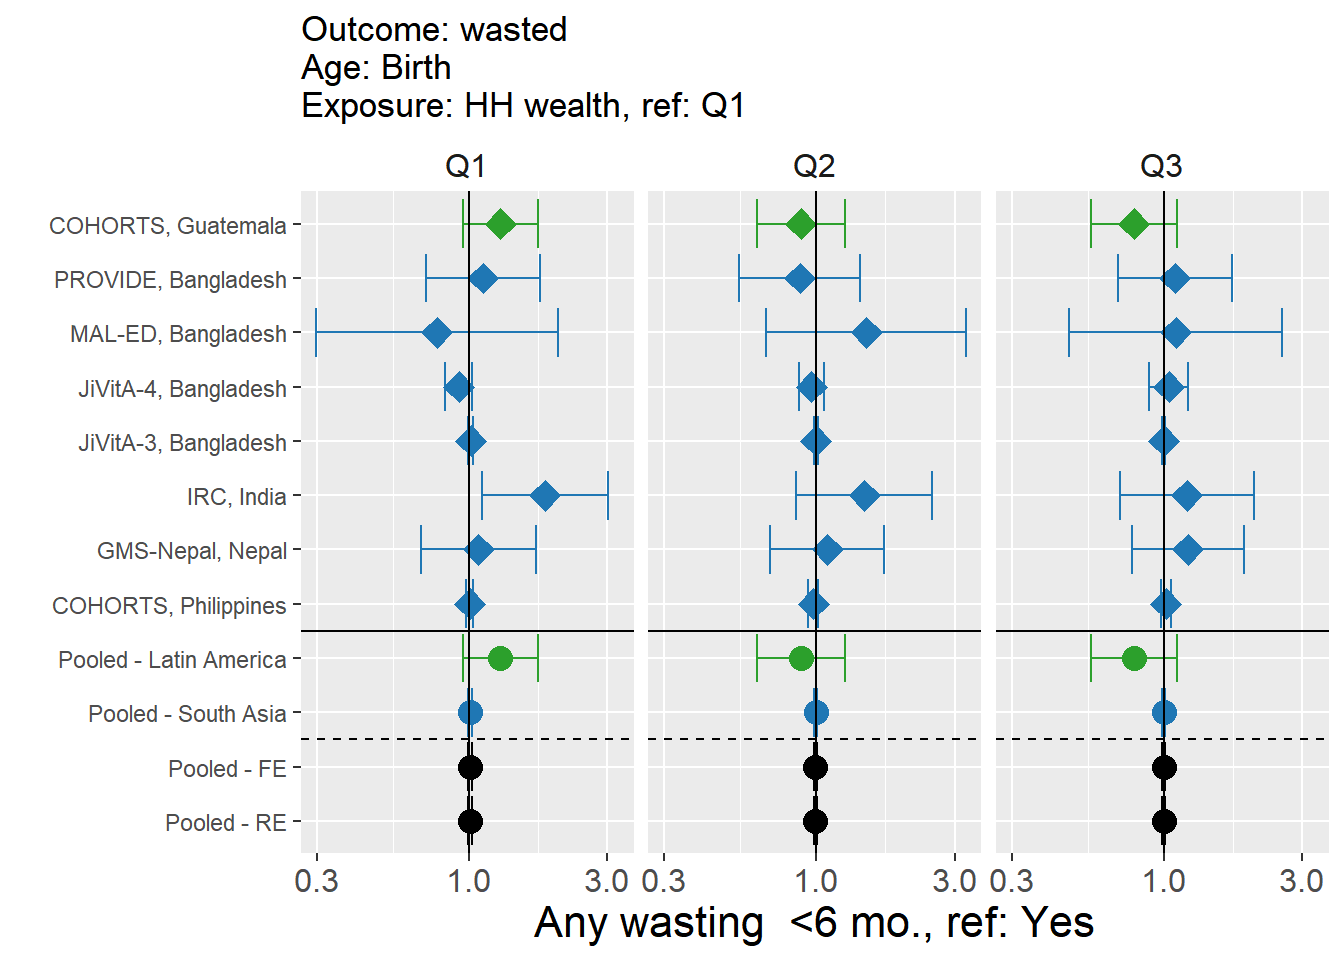 Outcome: wasted
Age: Birth
Exposure: HH wealth, ref: Q1
Q1 Q2 Q3
COHORTS, Guatemala
PROVIDE, Bangladesh
MAL-ED, Bangladesh
JiVitA-4, Bangladesh
JiVitA-3, Bangladesh
IRC, India
GMS-Nepal, Nepal
COHORTS, Philippines
Pooled - Latin America
Pooled - South Asia
Pooled - FE
Pooled - RE
0.3 1.0 3.0 0.3 1.0 3.0 0.3 1.0 3.0
Any wasting  <6 mo., ref: Yes